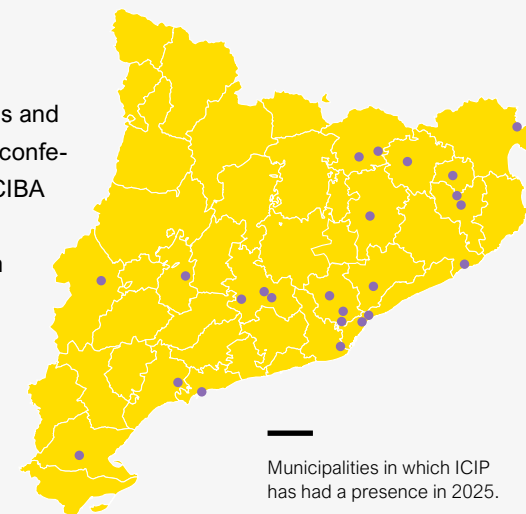 s and
confe-
CIBA
Municipalities in which ICIP
has had a presence in 2025.